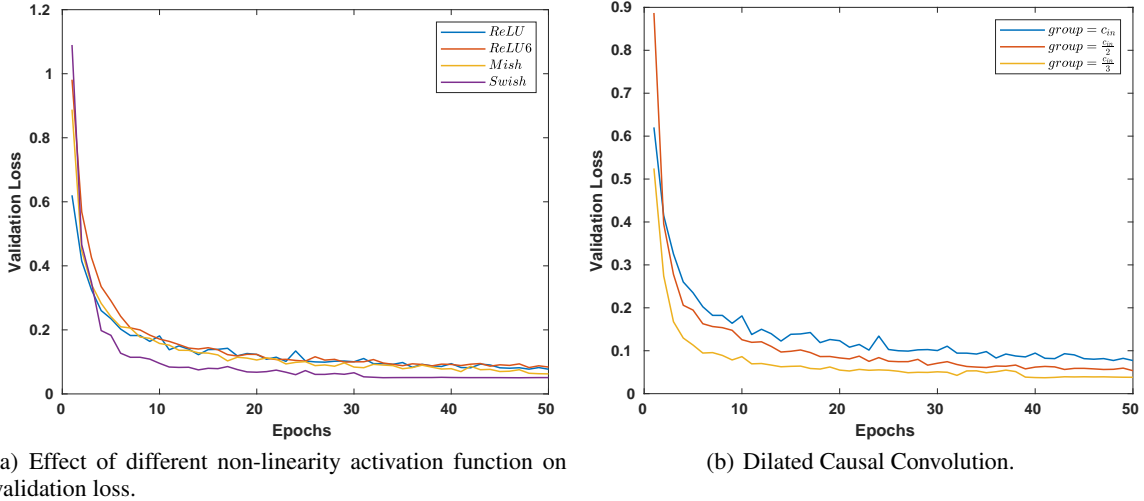 1.2
1
0.8
0.6
0.4
0.2
0
0 10 20 30 40 50
Validation Loss
Epochs
ReLU
ReLU6
Mish
Swish
0.9
0.8
0.7
0.6
0.5
0.4
0.3
0.2
0.1
0
0 10 20 30 40 50
Validation Loss
Epochs
group = c_in
group = c_in/2
group = c_in/3
a) Effect of different non-linearity activation function on
validation loss.
(b) Dilated Causal Convolution.